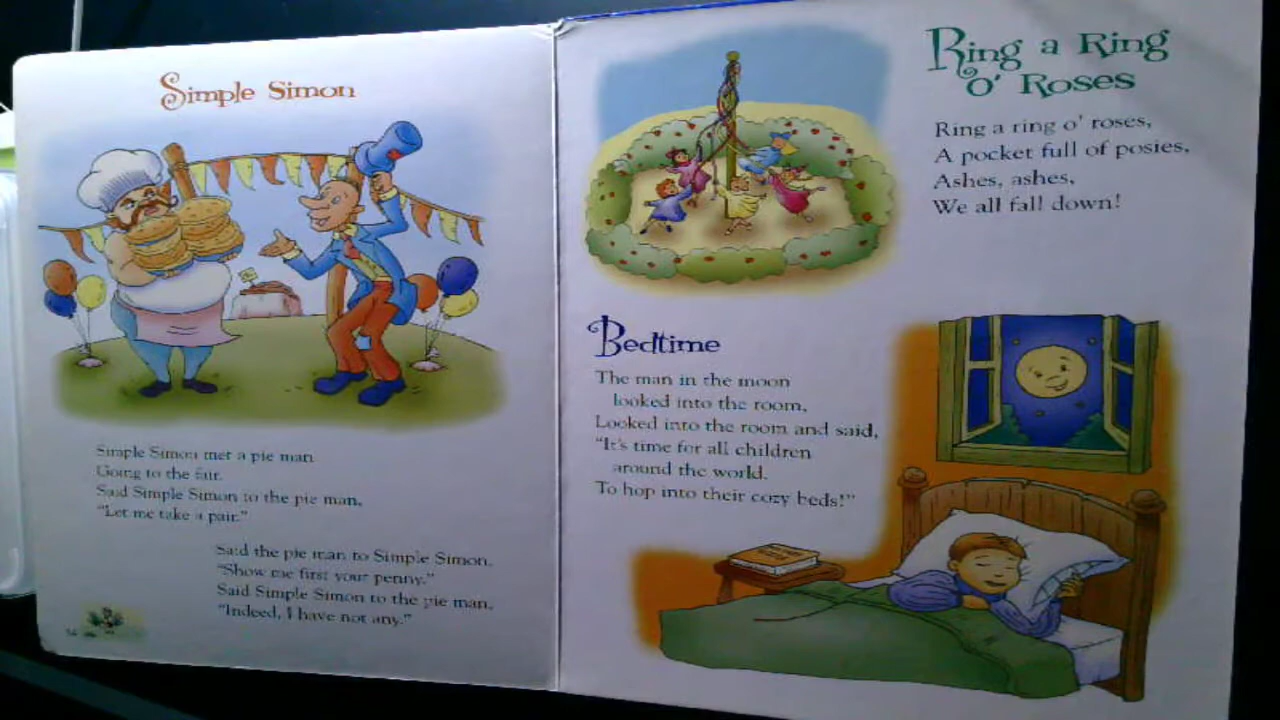 Simple Simon
Simple Simon met a pie man
Going to the fair.
Said Simple Simon to the pie man,
"Let me take a pair."
Said the pie man to Simple Simon,
"Show me first your penny."
Said Simple Simon to the pie man,
"Indeed, I have not any."
Ring a Ring
o' Roses
Ring a ring o' roses,
A pocket full of posies,
Ashes, ashes,
We all fall down!
Bedtime
The man in the moon
looked into the room,
Looked into the room and said,
"It's time for all children
around the world.
To hop into their cozy beds!"